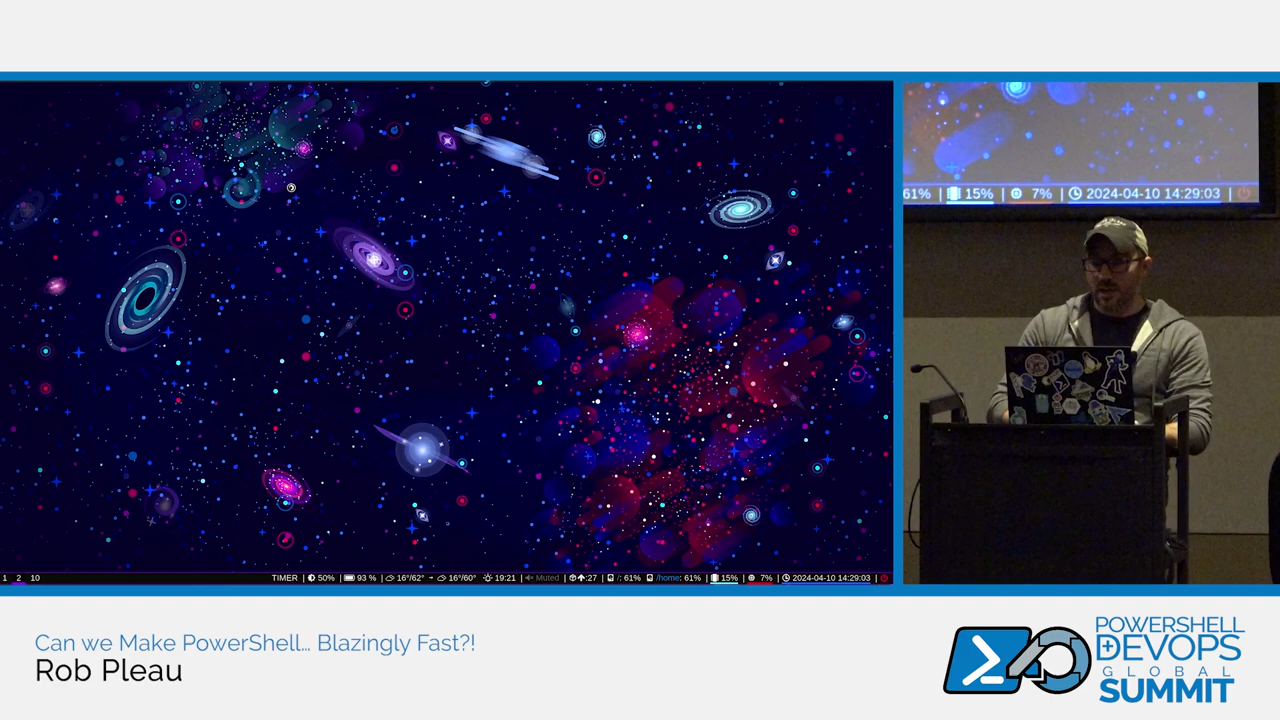 61% | 15% | 7% | 2024-04-10 14:29:03 |
1 2 10 TIMER | 50% | 93 % | 16°/62° → 16°/60° 19:21 | Muted | :27 | /: 61% /home: 61% | 15% | 7% | 2024-04-10 14:29:03 |
Can we Make PowerShell... Blazingly Fast?!
Rob Pleau
POWERSHELL
DEVOPS
GLOBAL
SUMMIT